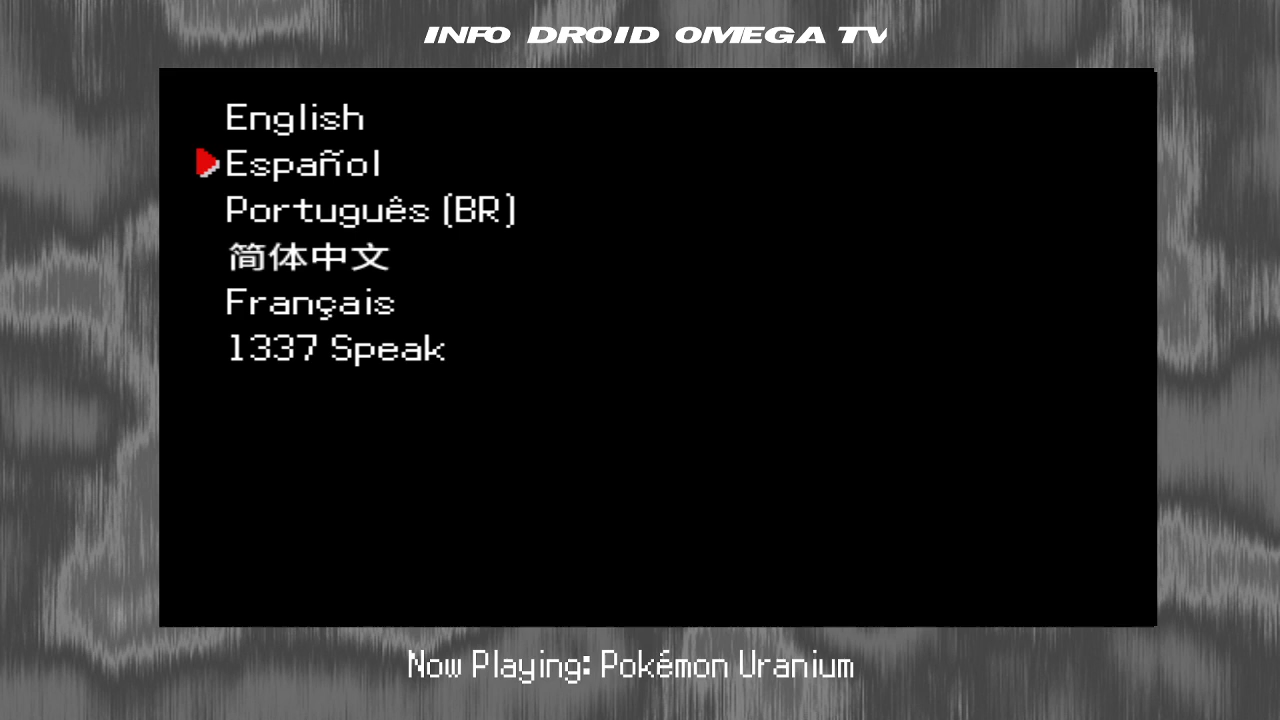 INFO DROID OMEGA TV
English
Español
Português (BR)
简体中文
Français
1337 Speak
Now Playing: Pokémon Uranium